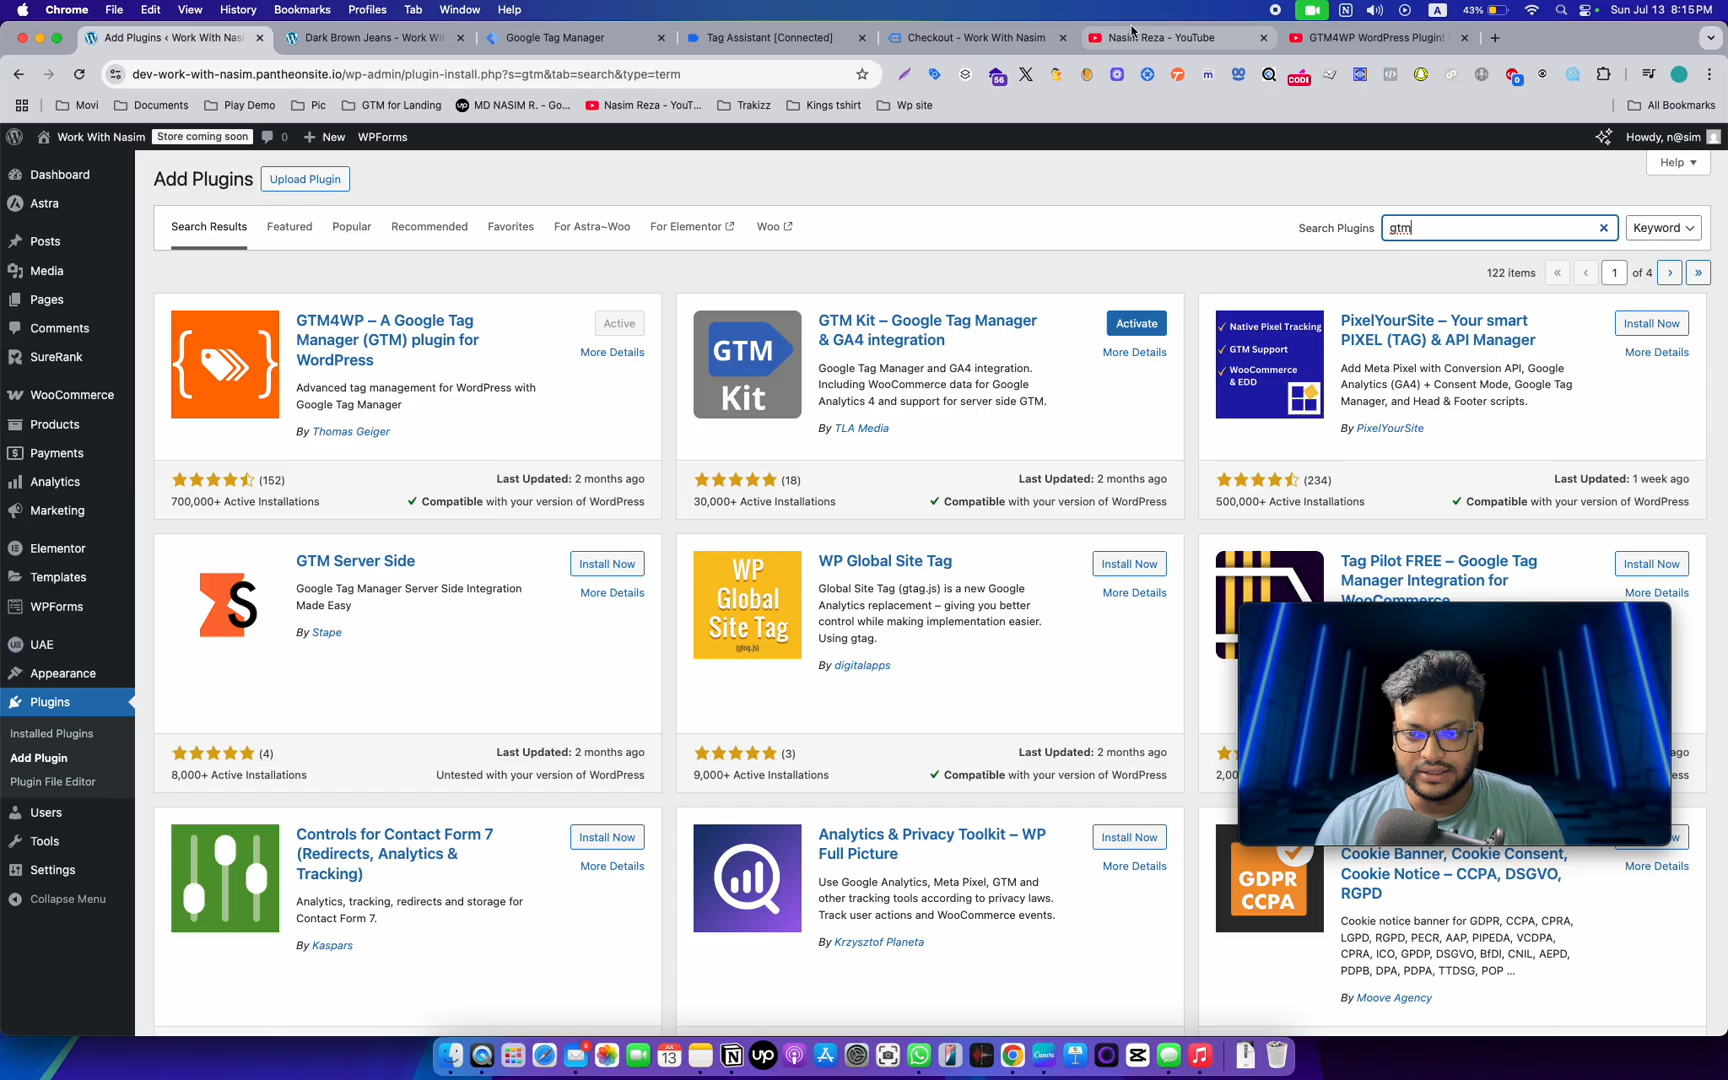 Chrome File Edit View History Bookmarks Profiles Tab Window Help 43% Sun Jul 13 8:15 PM
Add Plugins ‹ Work With Nasi Dark Brown Jeans - Work Wit Google Tag Manager Tag Assistant [Connected] Checkout - Work With Nasim Nasim Reza - YouTube GTM4WP WordPress Plugin!
dev-work-with-nasim.pantheonsite.io/wp-admin/plugin-install.php?s=gtm&tab=search&type=term
Movi Documents Play Demo Pic GTM for Landing MD NASIM R. - Go... Nasim Reza - YouT... Trakizz Kings tshirt Wp site All Bookmarks
Work With Nasim Store coming soon 0 New WPForms Howdy, n@sim
Help
Add Plugins Upload Plugin
Search Results Featured Popular Recommended Favorites For Astra~Woo For Elementor Woo Search Plugins gtm Keyword
122 items « ‹ 1 of 4 › »
Dashboard
Astra
Posts
Media
Pages
Comments
SureRank
WooCommerce
Products
Payments
Analytics
Marketing
Elementor
Templates
WPForms
UAE
Appearance
Plugins
Installed Plugins
Add Plugin
Plugin File Editor
Users
Tools
Settings
Collapse Menu
GTM4WP – A Google Tag
Manager (GTM) plugin for
WordPress
Active
More Details
Advanced tag management for WordPress with
Google Tag Manager
By Thomas Geiger
(152) Last Updated: 2 months ago
700,000+ Active Installations Compatible with your version of WordPress
GTM
Kit
GTM Kit – Google Tag Manager
& GA4 integration
Activate
More Details
Google Tag Manager and GA4 integration.
Including WooCommerce data for Google
Analytics 4 and support for server side GTM.
By TLA Media
(18) Last Updated: 2 months ago
30,000+ Active Installations Compatible with your version of WordPress
Native Pixel Tracking
GTM Support
WooCommerce
& EDD
PixelYourSite – Your smart
PIXEL (TAG) & API Manager
Install Now
More Details
Add Meta Pixel with Conversion API, Google
Analytics (GA4) + Consent Mode, Google Tag
Manager, and Head & Footer scripts.
By PixelYourSite
(234) Last Updated: 1 week ago
500,000+ Active Installations Compatible with your version of WordPress
S
GTM Server Side
Install Now
More Details
Google Tag Manager Server Side Integration
Made Easy
By Stape
(4) Last Updated: 2 months ago
8,000+ Active Installations Untested with your version of WordPress
WP
Global
Site Tag
(gtag.js)
WP Global Site Tag
Install Now
More Details
Global Site Tag (gtag.js) is a new Google
Analytics replacement – giving you better
control while making implementation easier.
Using gtag.
By digitalapps
(3) Last Updated: 2 months ago
9,000+ Active Installations Compatible with your version of WordPress
Tag Pilot FREE – Google Tag
Manager Integration for
WooCommerce
Install Now
More Details
Controls for Contact Form 7
(Redirects, Analytics &
Tracking)
Install Now
More Details
Analytics, tracking, redirects and storage for
Contact Form 7.
By Kaspars
Analytics & Privacy Toolkit – WP
Full Picture
Install Now
More Details
Use Google Analytics, Meta Pixel, GTM and
other tracking tools according to privacy laws.
Track user actions and WooCommerce events.
By Krzysztof Planeta
GDPR
CCPA
Cookie Banner, Cookie Consent,
Cookie Notice – CCPA, DSGVO,
RGPD
More Details
Cookie notice banner for GDPR, CCPA, CPRA,
LGPD, RGPD, PECR, AAP, PIPEDA, VCDPA,
CPRA, ICO, GPDP, DSGVO, BfDI, CNIL, AEPD,
PDPB, DPA, PDPA, TTDSG, POP ...
By Moove Agency